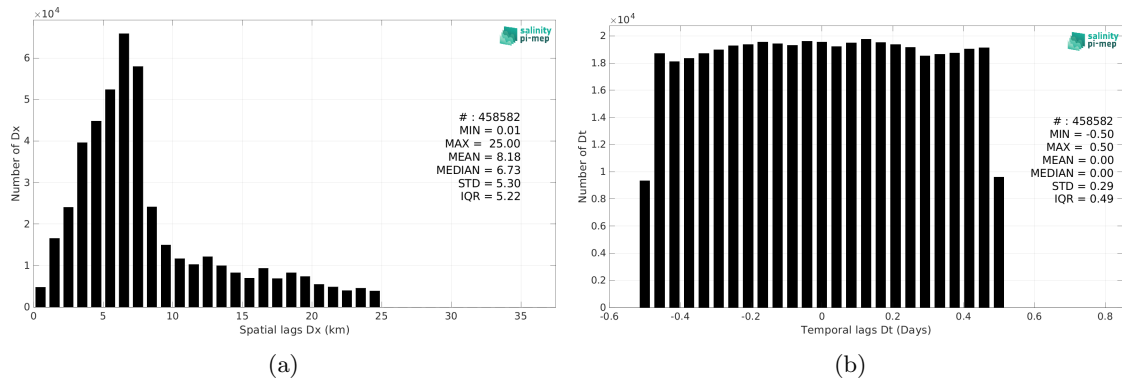 ×10⁴
6
5
4
3
2
1
0
Number of Dx
0 5 10 15 20 25 30 35
Spatial lags Dx (km)
salinity
pi-mep
# : 458582
MIN = 0.01
MAX = 25.00
MEAN = 8.18
MEDIAN = 6.73
STD = 5.30
IQR = 5.22
(a)
×10⁴
2
1.8
1.6
1.4
1.2
1
0.8
0.6
0.4
0.2
0
Number of Dt
-0.6 -0.4 -0.2 0 0.2 0.4 0.6 0.8
Temporal lags Dt (Days)
salinity
pi-mep
# : 458582
MIN = -0.50
MAX = 0.50
MEAN = 0.00
MEDIAN = 0.00
STD = 0.29
IQR = 0.49
(b)